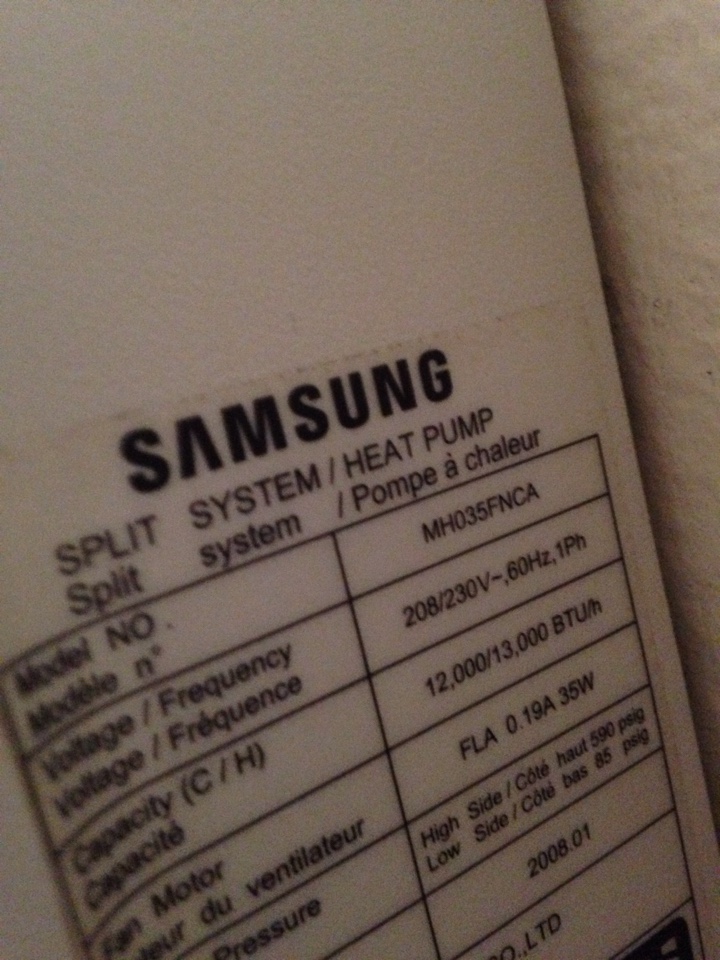 SAMSUNG
SPLIT SYSTEM / HEAT PUMP
Split system / Pompe à chaleur
Model NO. MH035FNCA
Modèle n°
Voltage / Frequency 208/230V~,60Hz,1Ph
Voltage / Fréquence
Capacity (C / H) 12,000/13,000 BTU/h
Capacité
Fan Motor FLA 0.19A 35W
du ventilateur
Pressure High Side / Côté haut 590 psig
Low Side / Côté bas 85 psig
2008.01
CO.,LTD